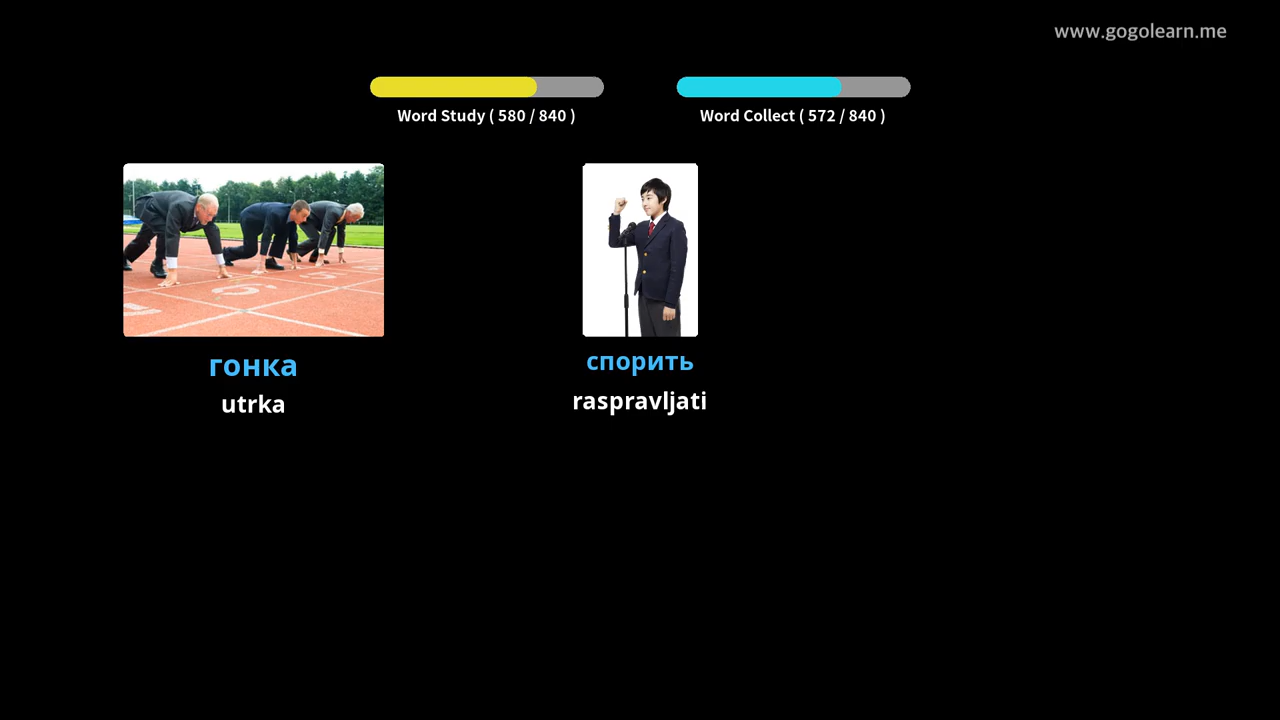 www.gogolearn.me
Word Study ( 580 / 840 )
Word Collect ( 572 / 840 )
гонка
utrka
спорить
raspravljati